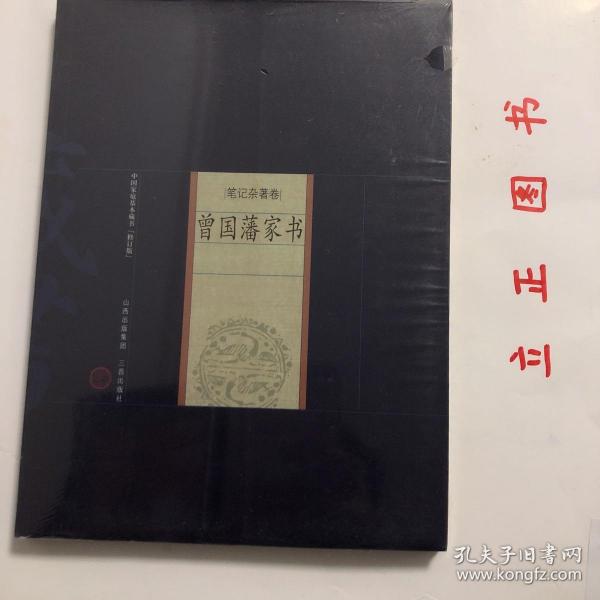 |笔记杂著卷|
曾国藩家书
中国家庭基本藏书「修订版」
山西出版集团 三晋出版社
立正图书
孔夫子旧书网
www.kongfz.com